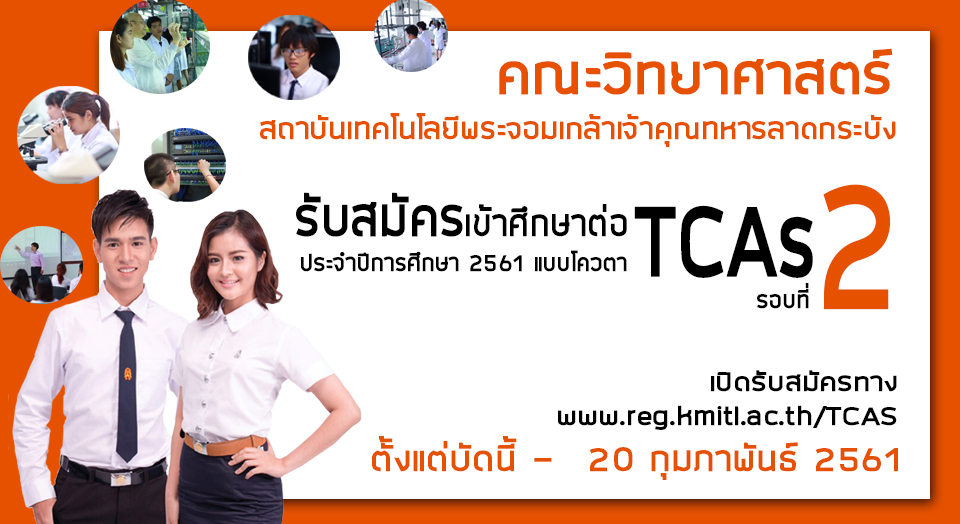 คณะวิทยาศาสตร์
สถาบันเทคโนโลยีพระจอมเกล้าเจ้าคุณทหารลาดกระบัง
รับสมัครเข้าศึกษาต่อ TCAs 2
ประจำปีการศึกษา 2561 แบบโควตา
รอบที่
เปิดรับสมัครทาง
www.reg.kmitl.ac.th/TCAS
ตั้งแต่บัดนี้ – 20 กุมภาพันธ์ 2561